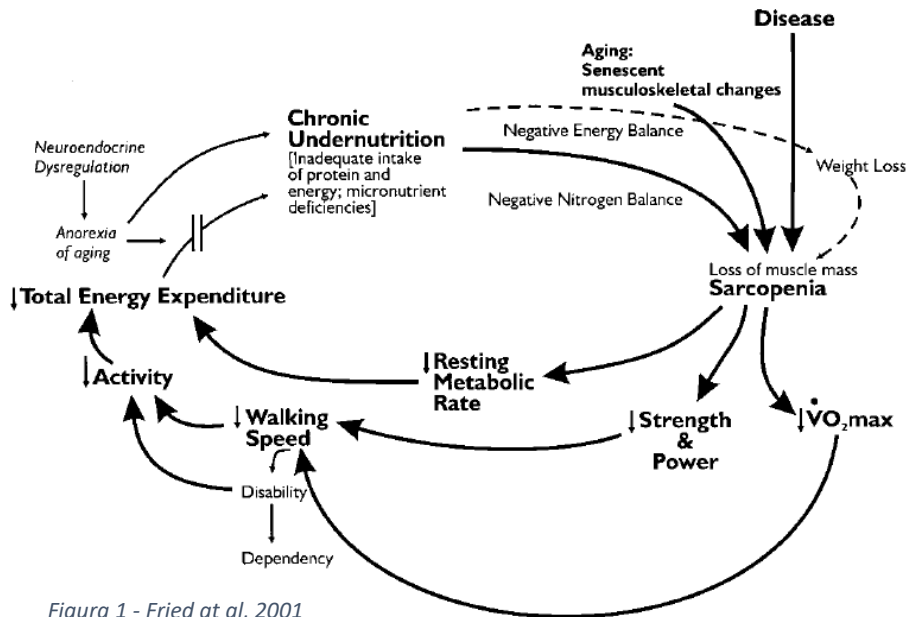 Disease
Aging:
Senescent
musculoskeletal changes
Chronic
Undernutrition
[Inadequate intake
of protein and
energy; micronutrient
deficiencies]
Negative Energy Balance
Neuroendocrine
Dysregulation
Weight Loss
Negative Nitrogen Balance
Anorexia
of aging
Loss of muscle mass
Sarcopenia
↓Total Energy Expenditure
↓Resting
Metabolic
Rate
↓Activity
↓Walking
Speed
↓Strength
&
Power
↓V̇O₂max
Disability
Dependency
Figura 1 - Fried at al. 2001